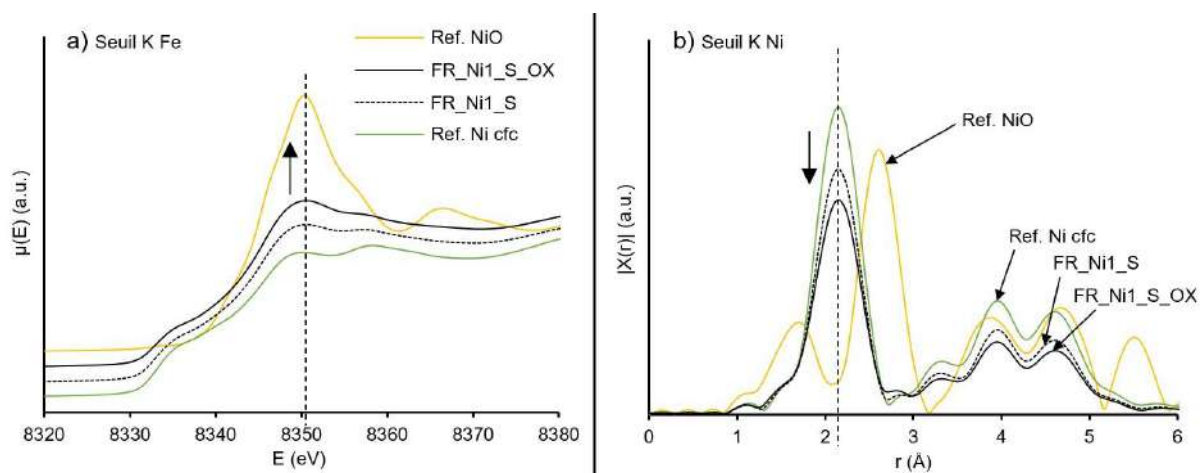 a) Seuil K Fe
Ref. NiO
FR_Ni1_S_OX
FR_Ni1_S
Ref. Ni cfc
μ(E) (a.u.)
8320 8330 8340 8350 8360 8370 8380
E (eV)
b) Seuil K Ni
Ref. NiO
Ref. Ni cfc
FR_Ni1_S
FR_Ni1_S_OX
|X(r)| (a.u.)
0 1 2 3 4 5 6
r (Å)